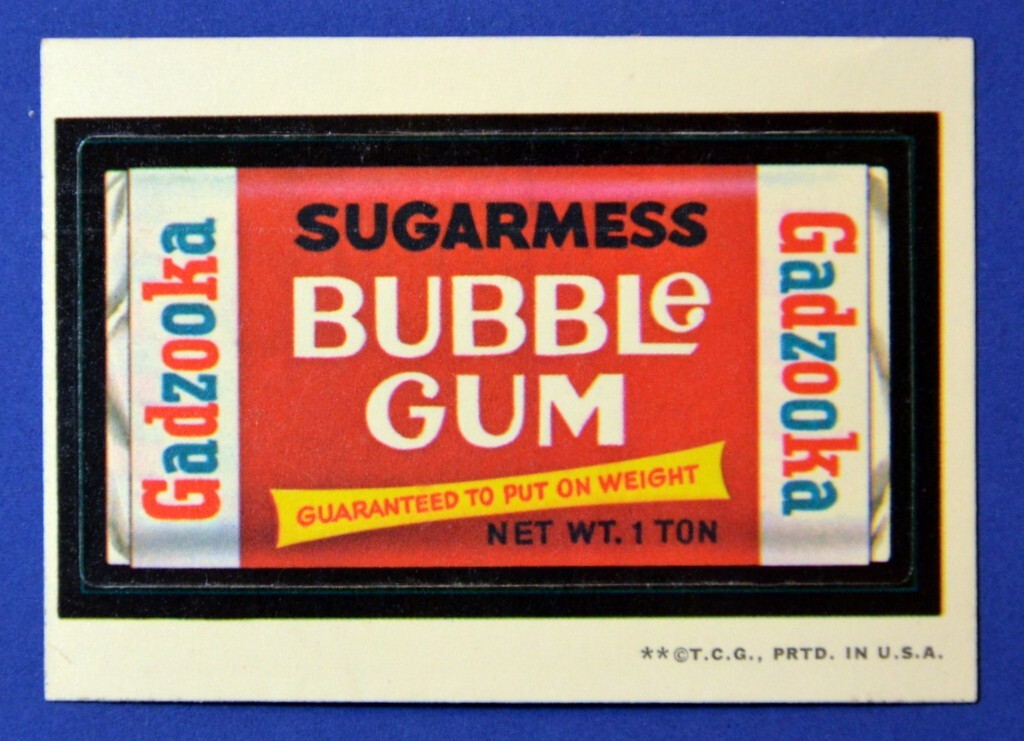 Gadzooka
SUGARMESS
BUBBLe
GUM
GUARANTEED TO PUT ON WEIGHT
NET WT. 1 TON
Gadzooka
**©T.C.G., PRTD. IN U.S.A.